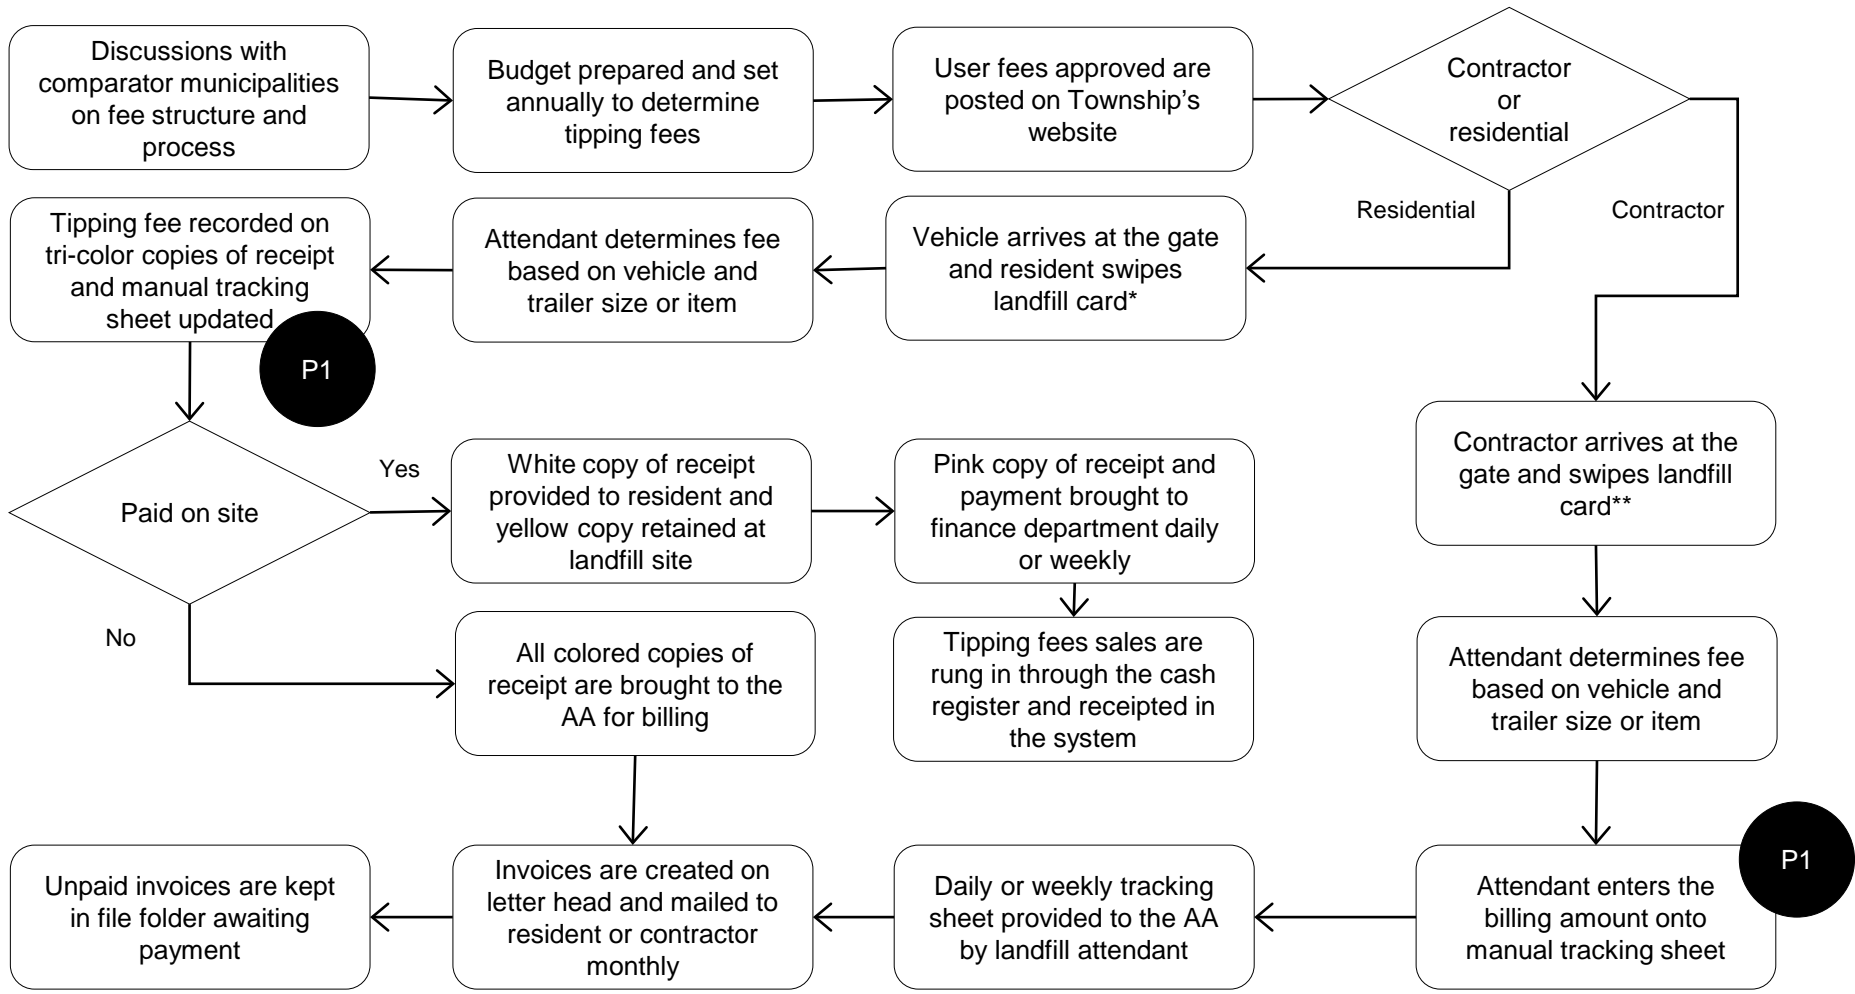 Discussions with
comparator municipalities
on fee structure and
process
Budget prepared and set
annually to determine
tipping fees
User fees approved are
posted on Township's
website
Contractor
or
residential
Residential
Contractor
Vehicle arrives at the gate
and resident swipes
landfill card*
Attendant determines fee
based on vehicle and
trailer size or item
Tipping fee recorded on
tri-color copies of receipt
and manual tracking
sheet updated
P1
Paid on site
Yes
White copy of receipt
provided to resident and
yellow copy retained at
landfill site
Pink copy of receipt and
payment brought to
finance department daily
or weekly
Tipping fees sales are
rung in through the cash
register and receipted in
the system
No
All colored copies of
receipt are brought to the
AA for billing
Contractor arrives at the
gate and swipes landfill
card**
Attendant determines fee
based on vehicle and
trailer size or item
P1
Attendant enters the
billing amount onto
manual tracking sheet
Daily or weekly tracking
sheet provided to the AA
by landfill attendant
Invoices are created on
letter head and mailed to
resident or contractor
monthly
Unpaid invoices are kept
in file folder awaiting
payment